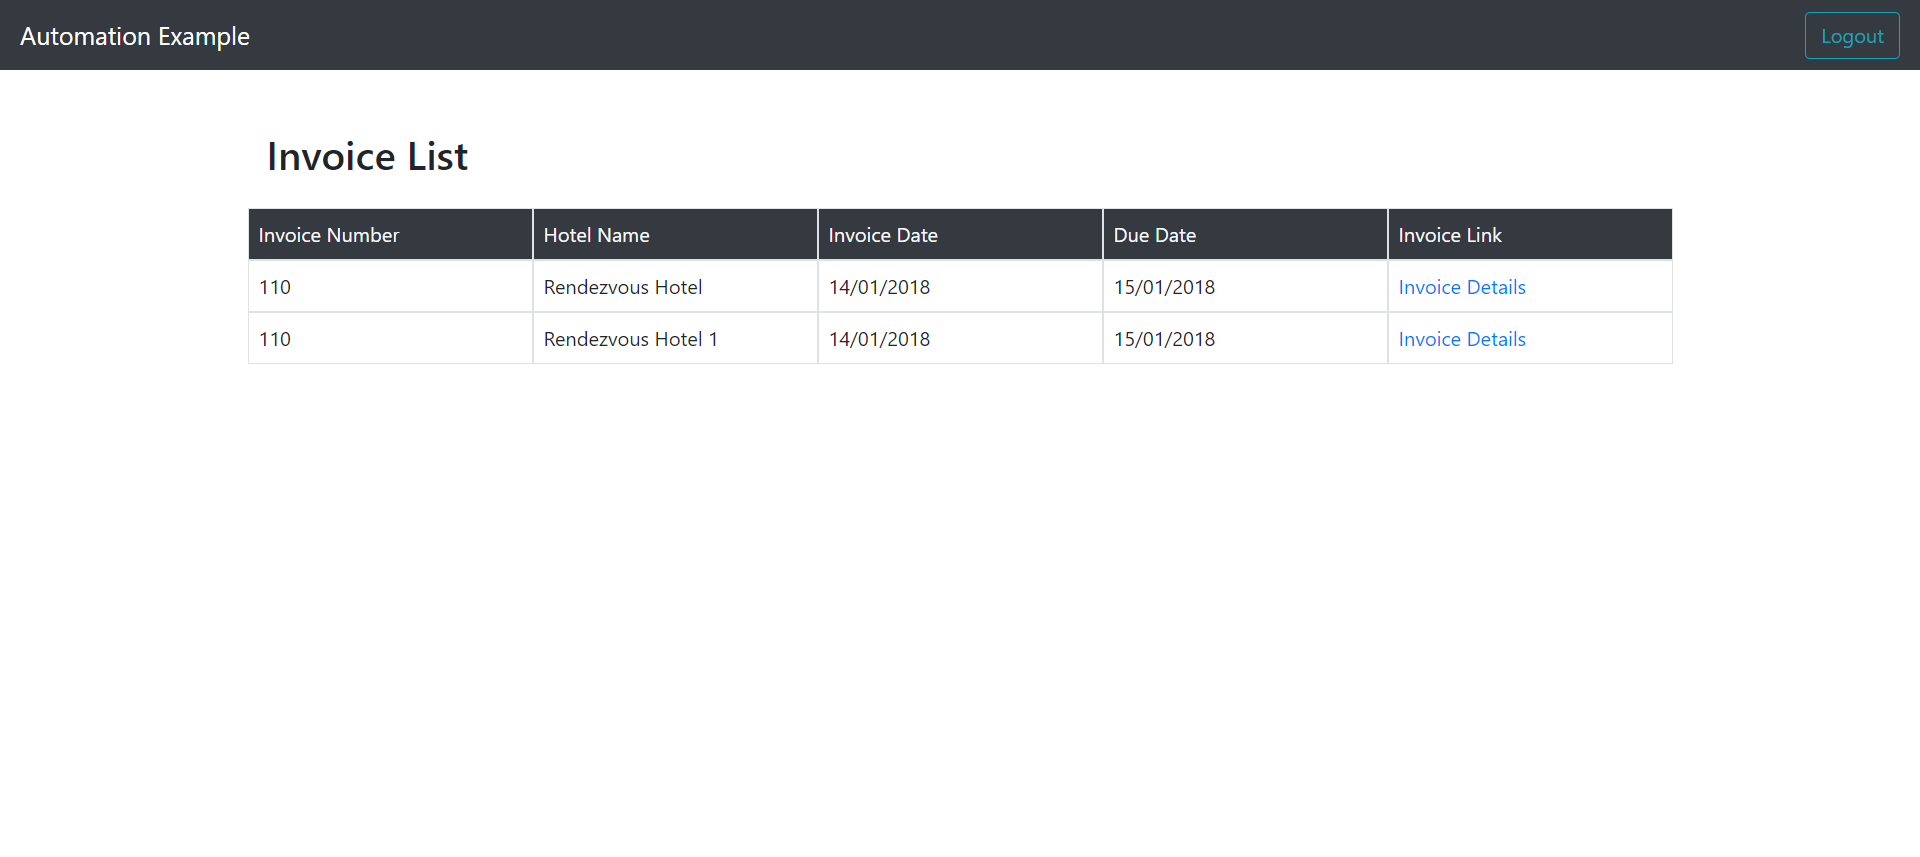 Automation Example Logout
Invoice List
Invoice Number Hotel Name Invoice Date Due Date Invoice Link
110 Rendezvous Hotel 14/01/2018 15/01/2018 Invoice Details
110 Rendezvous Hotel 1 14/01/2018 15/01/2018 Invoice Details